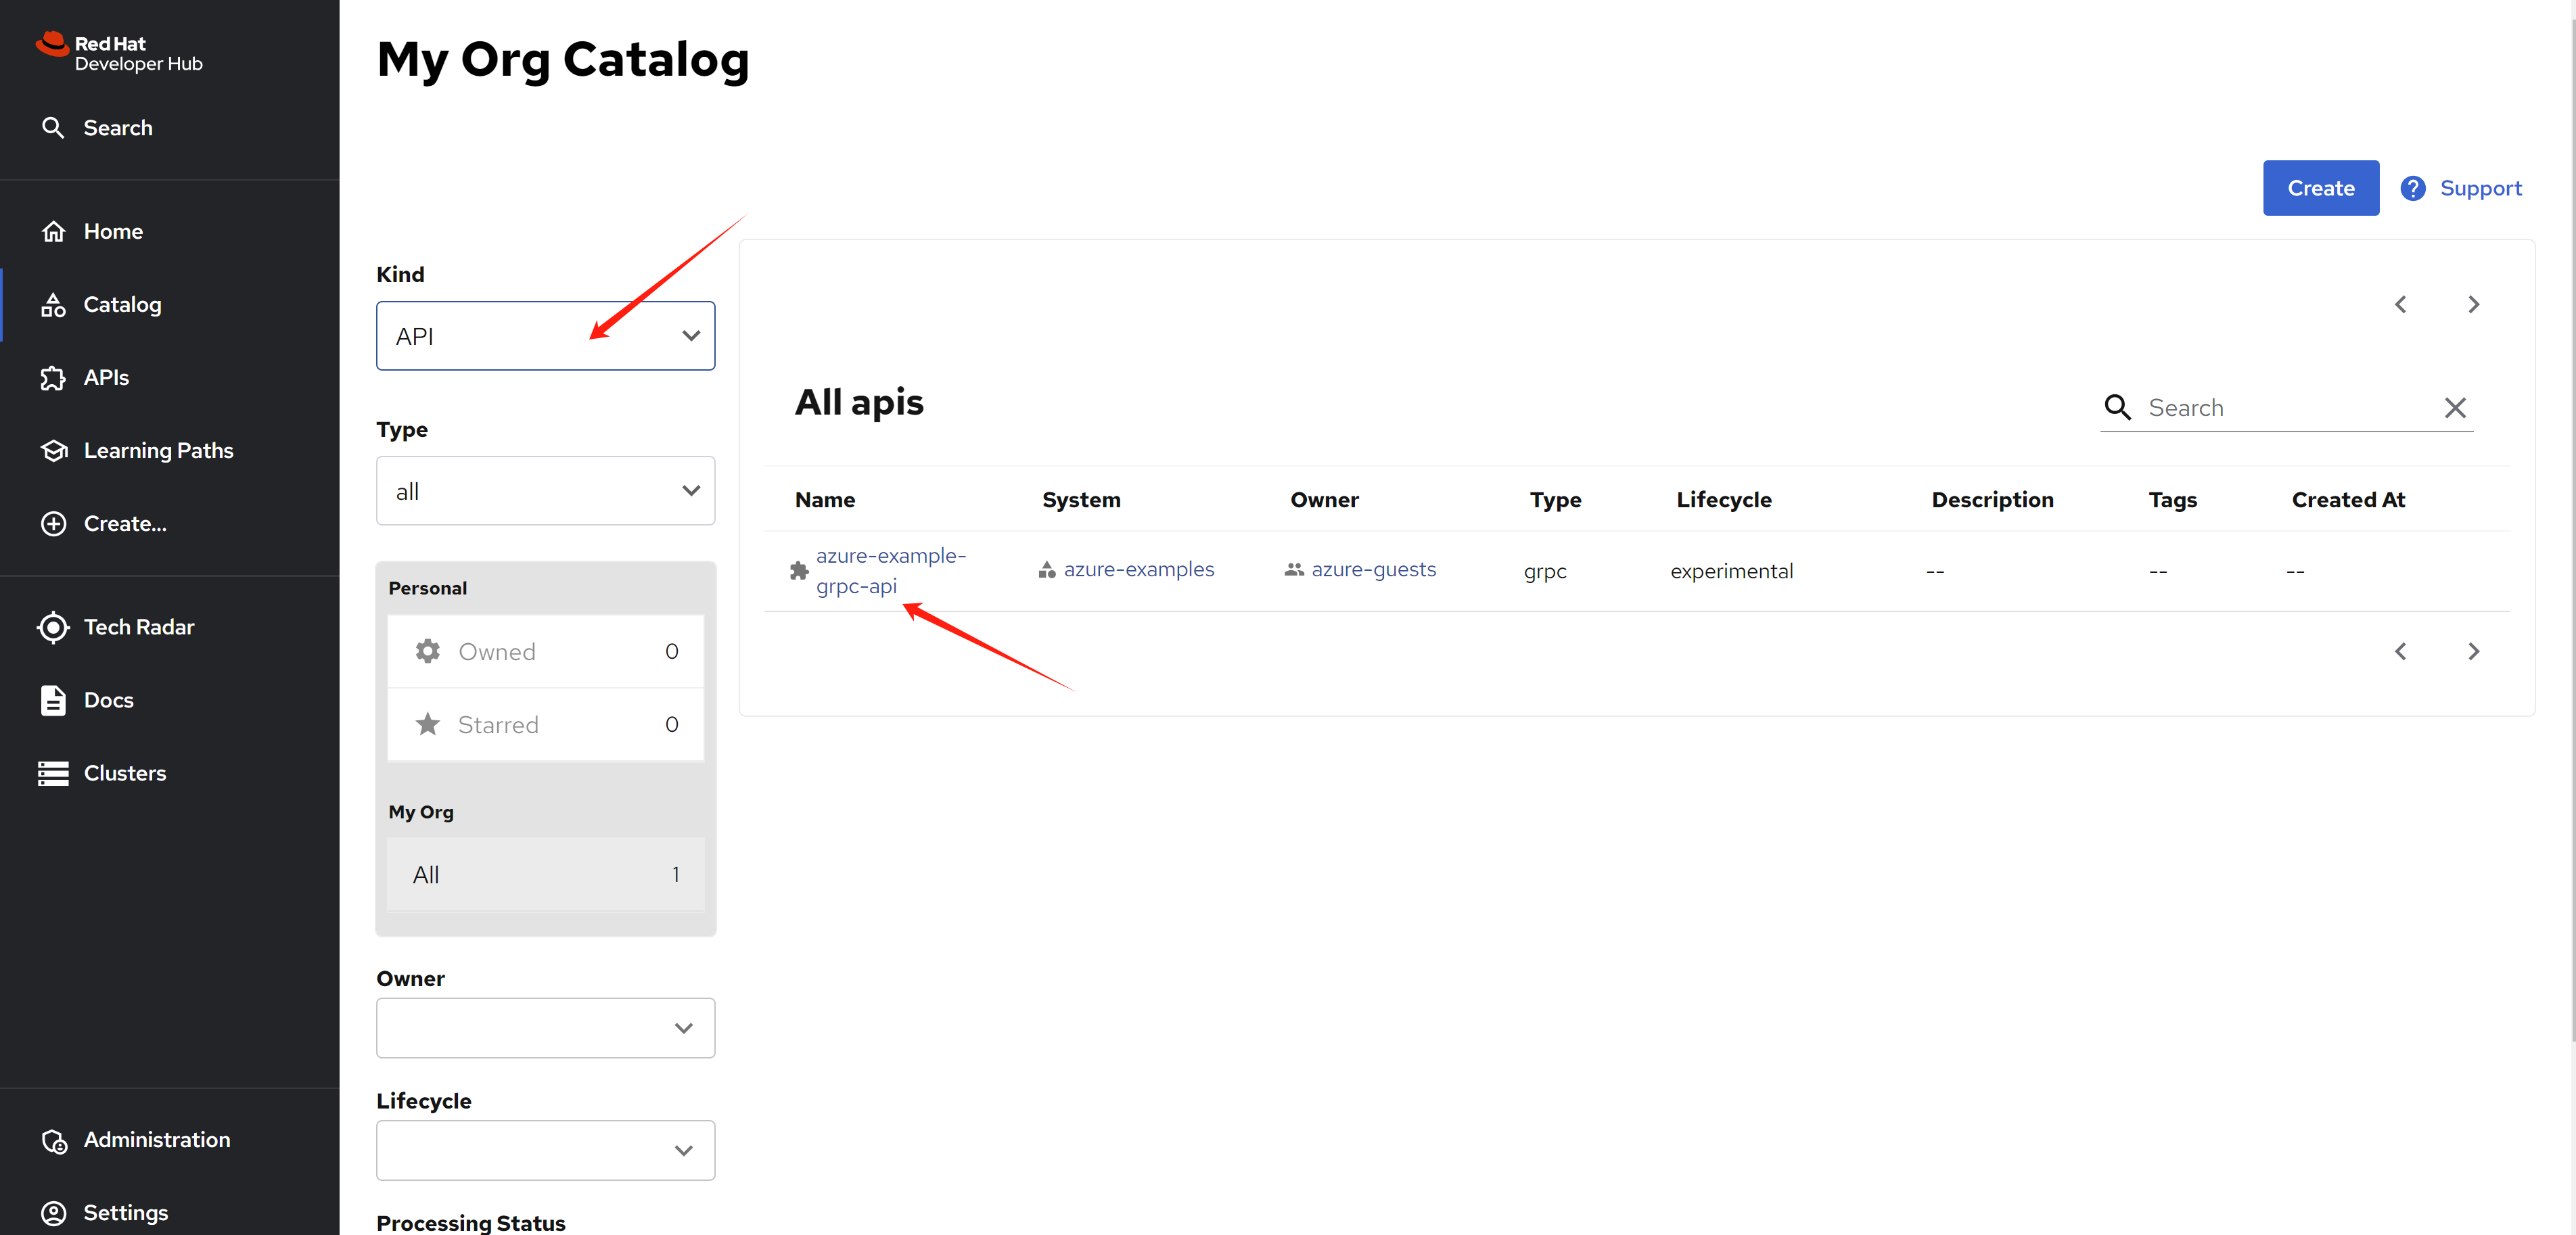 Red Hat
Developer Hub
Search
Home
Catalog
APIs
Learning Paths
Create...
Tech Radar
Docs
Clusters
Administration
Settings
My Org Catalog
Create
Support
Kind
API
Type
all
Personal
Owned 0
Starred 0
My Org
All 1
Owner
Lifecycle
Processing Status
All apis
Search
Name System Owner Type Lifecycle Description Tags Created At
azure-example-
grpc-api azure-examples azure-guests grpc experimental -- -- --